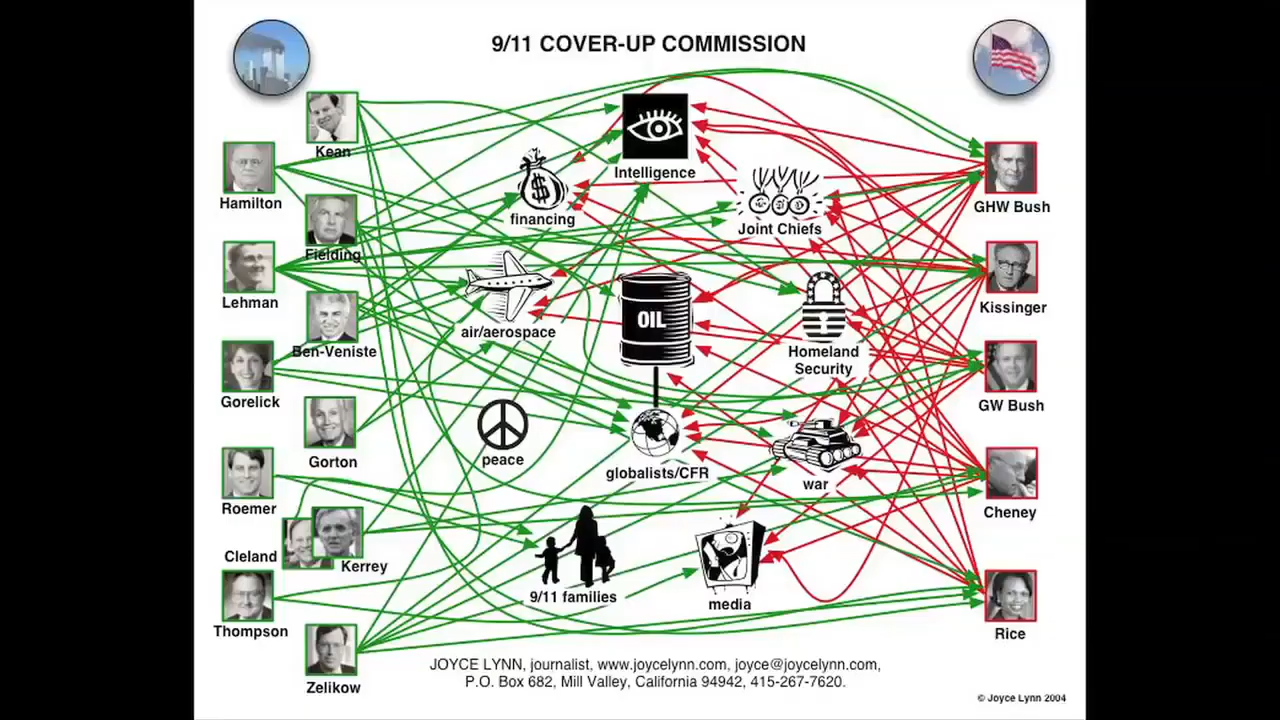 9/11 COVER-UP COMMISSION
Kean
Hamilton
Fielding
Lehman
Ben-Veniste
Gorelick
Gorton
Roemer
Cleland
Kerrey
Thompson
Zelikow
Intelligence
$
financing
Joint Chiefs
air/aerospace
OIL
Homeland
Security
peace
globalists/CFR
war
9/11 families
media
GHW Bush
Kissinger
GW Bush
Cheney
Rice
JOYCE LYNN, journalist, www.joycelynn.com, joyce@joycelynn.com,
P.O. Box 682, Mill Valley, California 94942, 415-267-7620.
© Joyce Lynn 2004